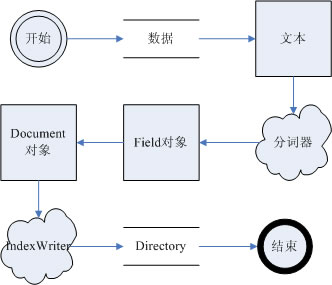 开始
数据
文本
分词器
Field对象
Document
对象
IndexWriter
Directory
结束